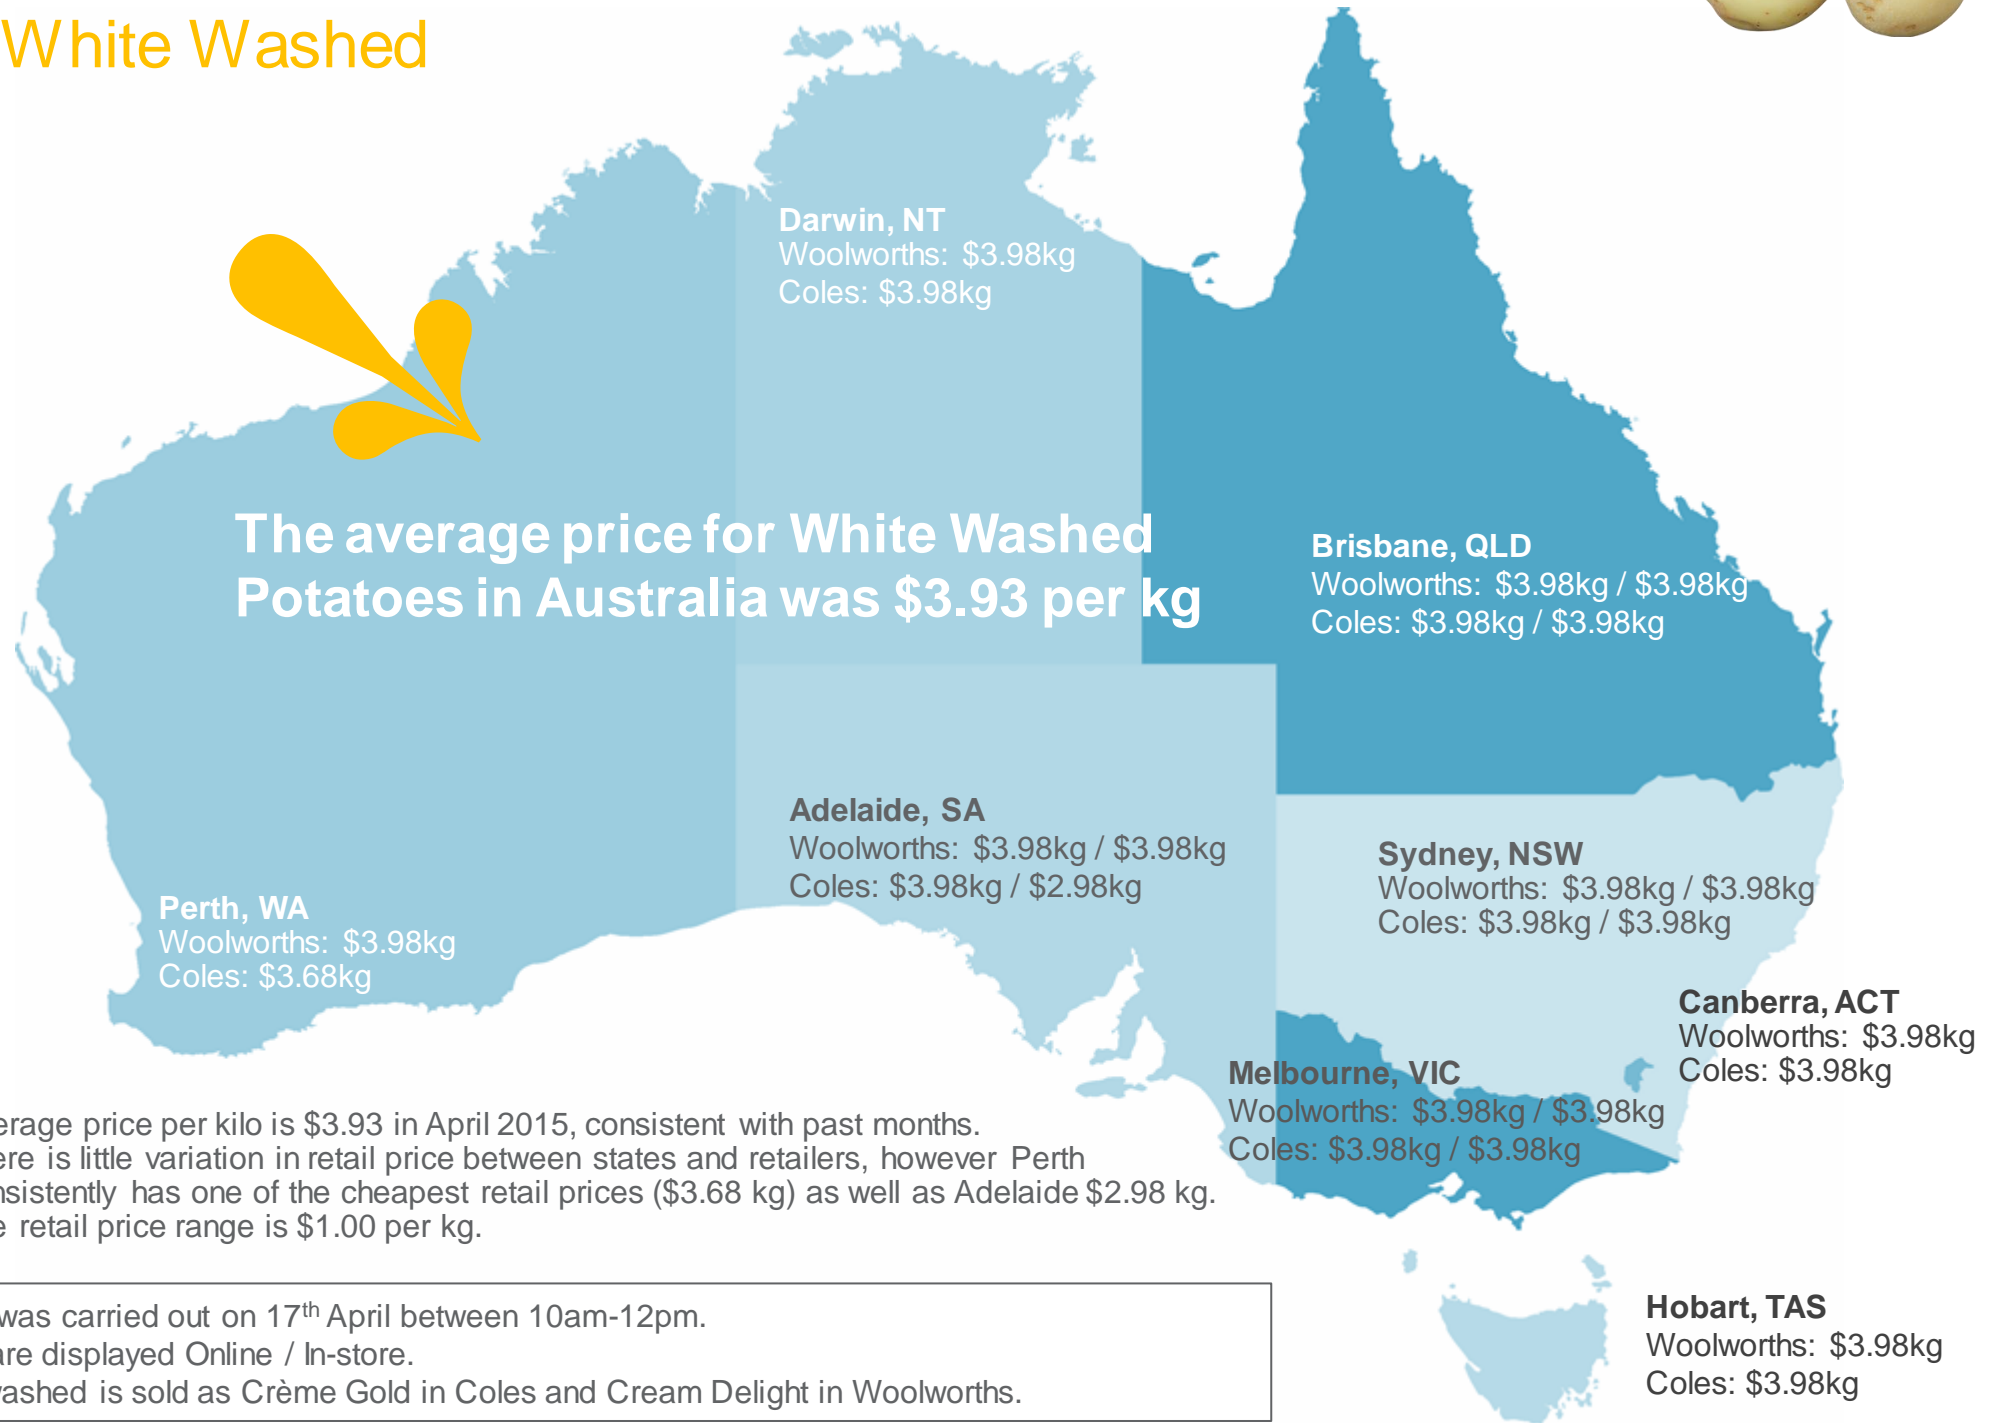 White Washed
Darwin, NT
Woolworths: $3.98kg
Coles: $3.98kg
The average price for White Washed
Potatoes in Australia was $3.93 per kg
Brisbane, QLD
Woolworths: $3.98kg / $3.98kg
Coles: $3.98kg / $3.98kg
Adelaide, SA
Woolworths: $3.98kg / $3.98kg
Coles: $3.98kg / $2.98kg
Sydney, NSW
Woolworths: $3.98kg / $3.98kg
Coles: $3.98kg / $3.98kg
Perth, WA
Woolworths: $3.98kg
Coles: $3.68kg
Canberra, ACT
Woolworths: $3.98kg
Coles: $3.98kg
Melbourne, VIC
Woolworths: $3.98kg / $3.98kg
Coles: $3.98kg / $3.98kg
erage price per kilo is $3.93 in April 2015, consistent with past months.
ere is little variation in retail price between states and retailers, however Perth
nsistently has one of the cheapest retail prices ($3.68 kg) as well as Adelaide $2.98 kg.
e retail price range is $1.00 per kg.
was carried out on 17th April between 10am-12pm.
are displayed Online / In-store.
washed is sold as Crème Gold in Coles and Cream Delight in Woolworths.
Hobart, TAS
Woolworths: $3.98kg
Coles: $3.98kg